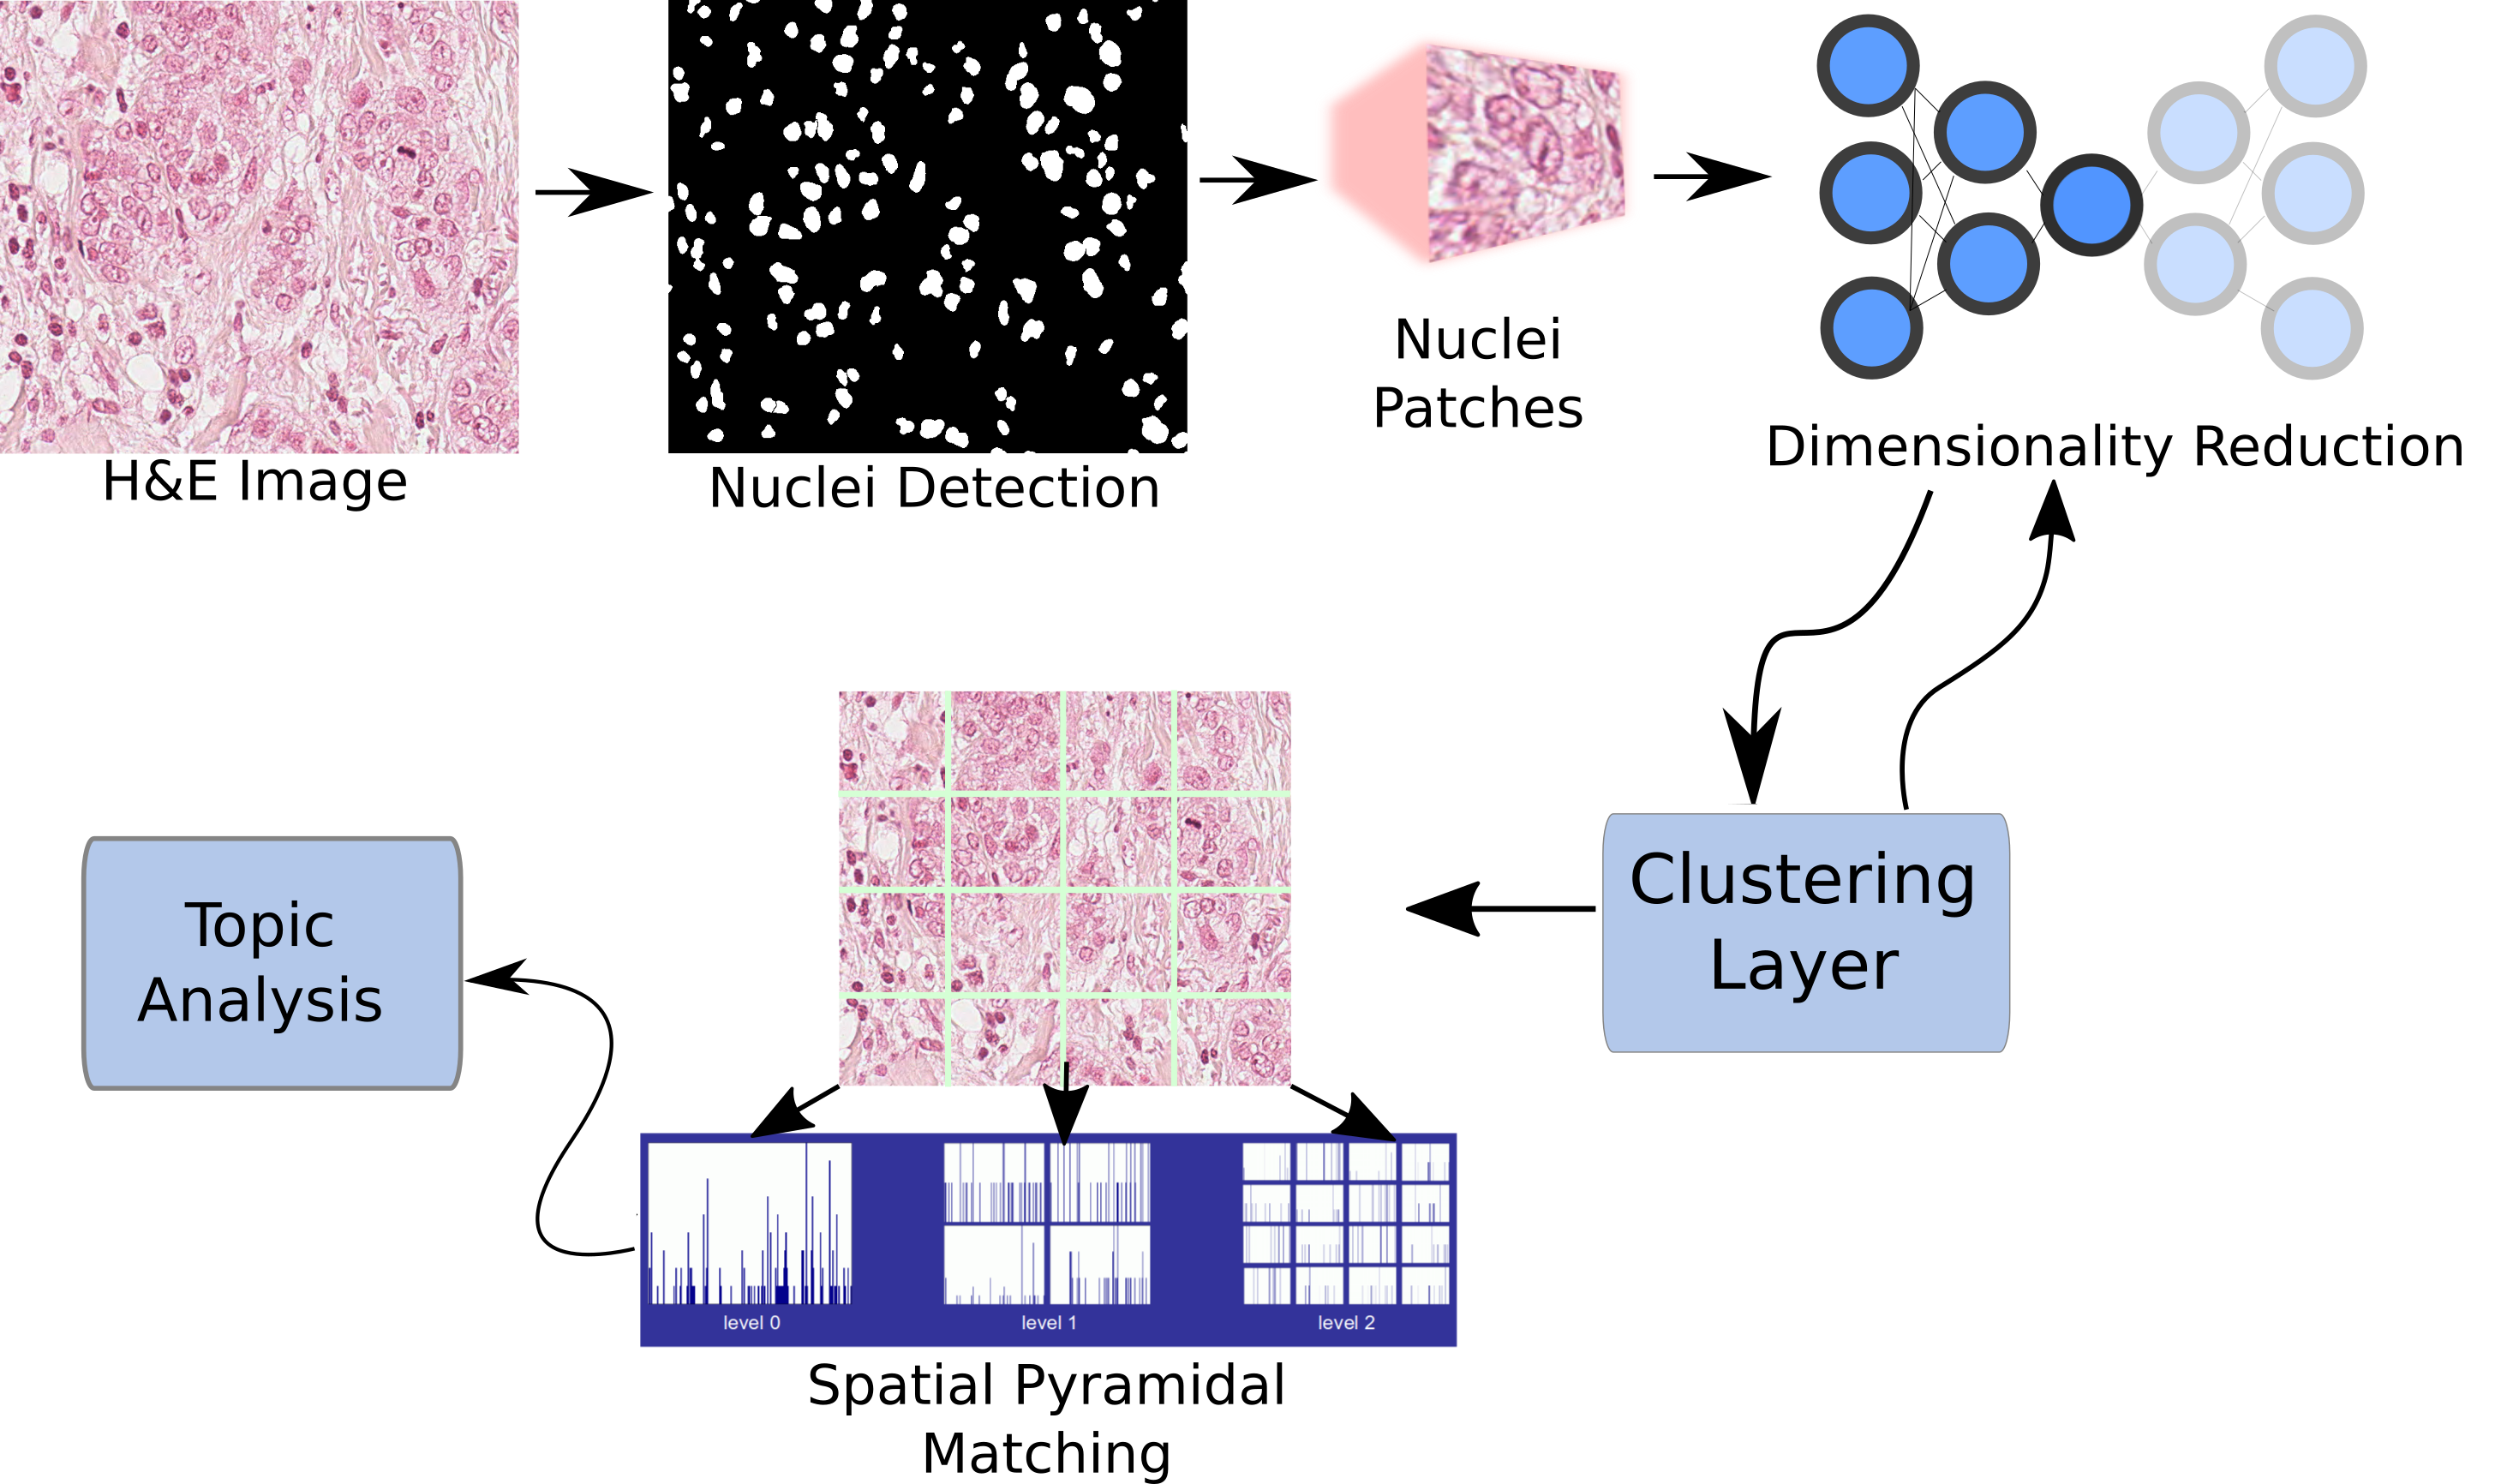 H&E Image
Nuclei Detection
Nuclei
Patches
Dimensionality Reduction
Clustering
Layer
Topic
Analysis
level 0
level 1
level 2
Spatial Pyramidal
Matching